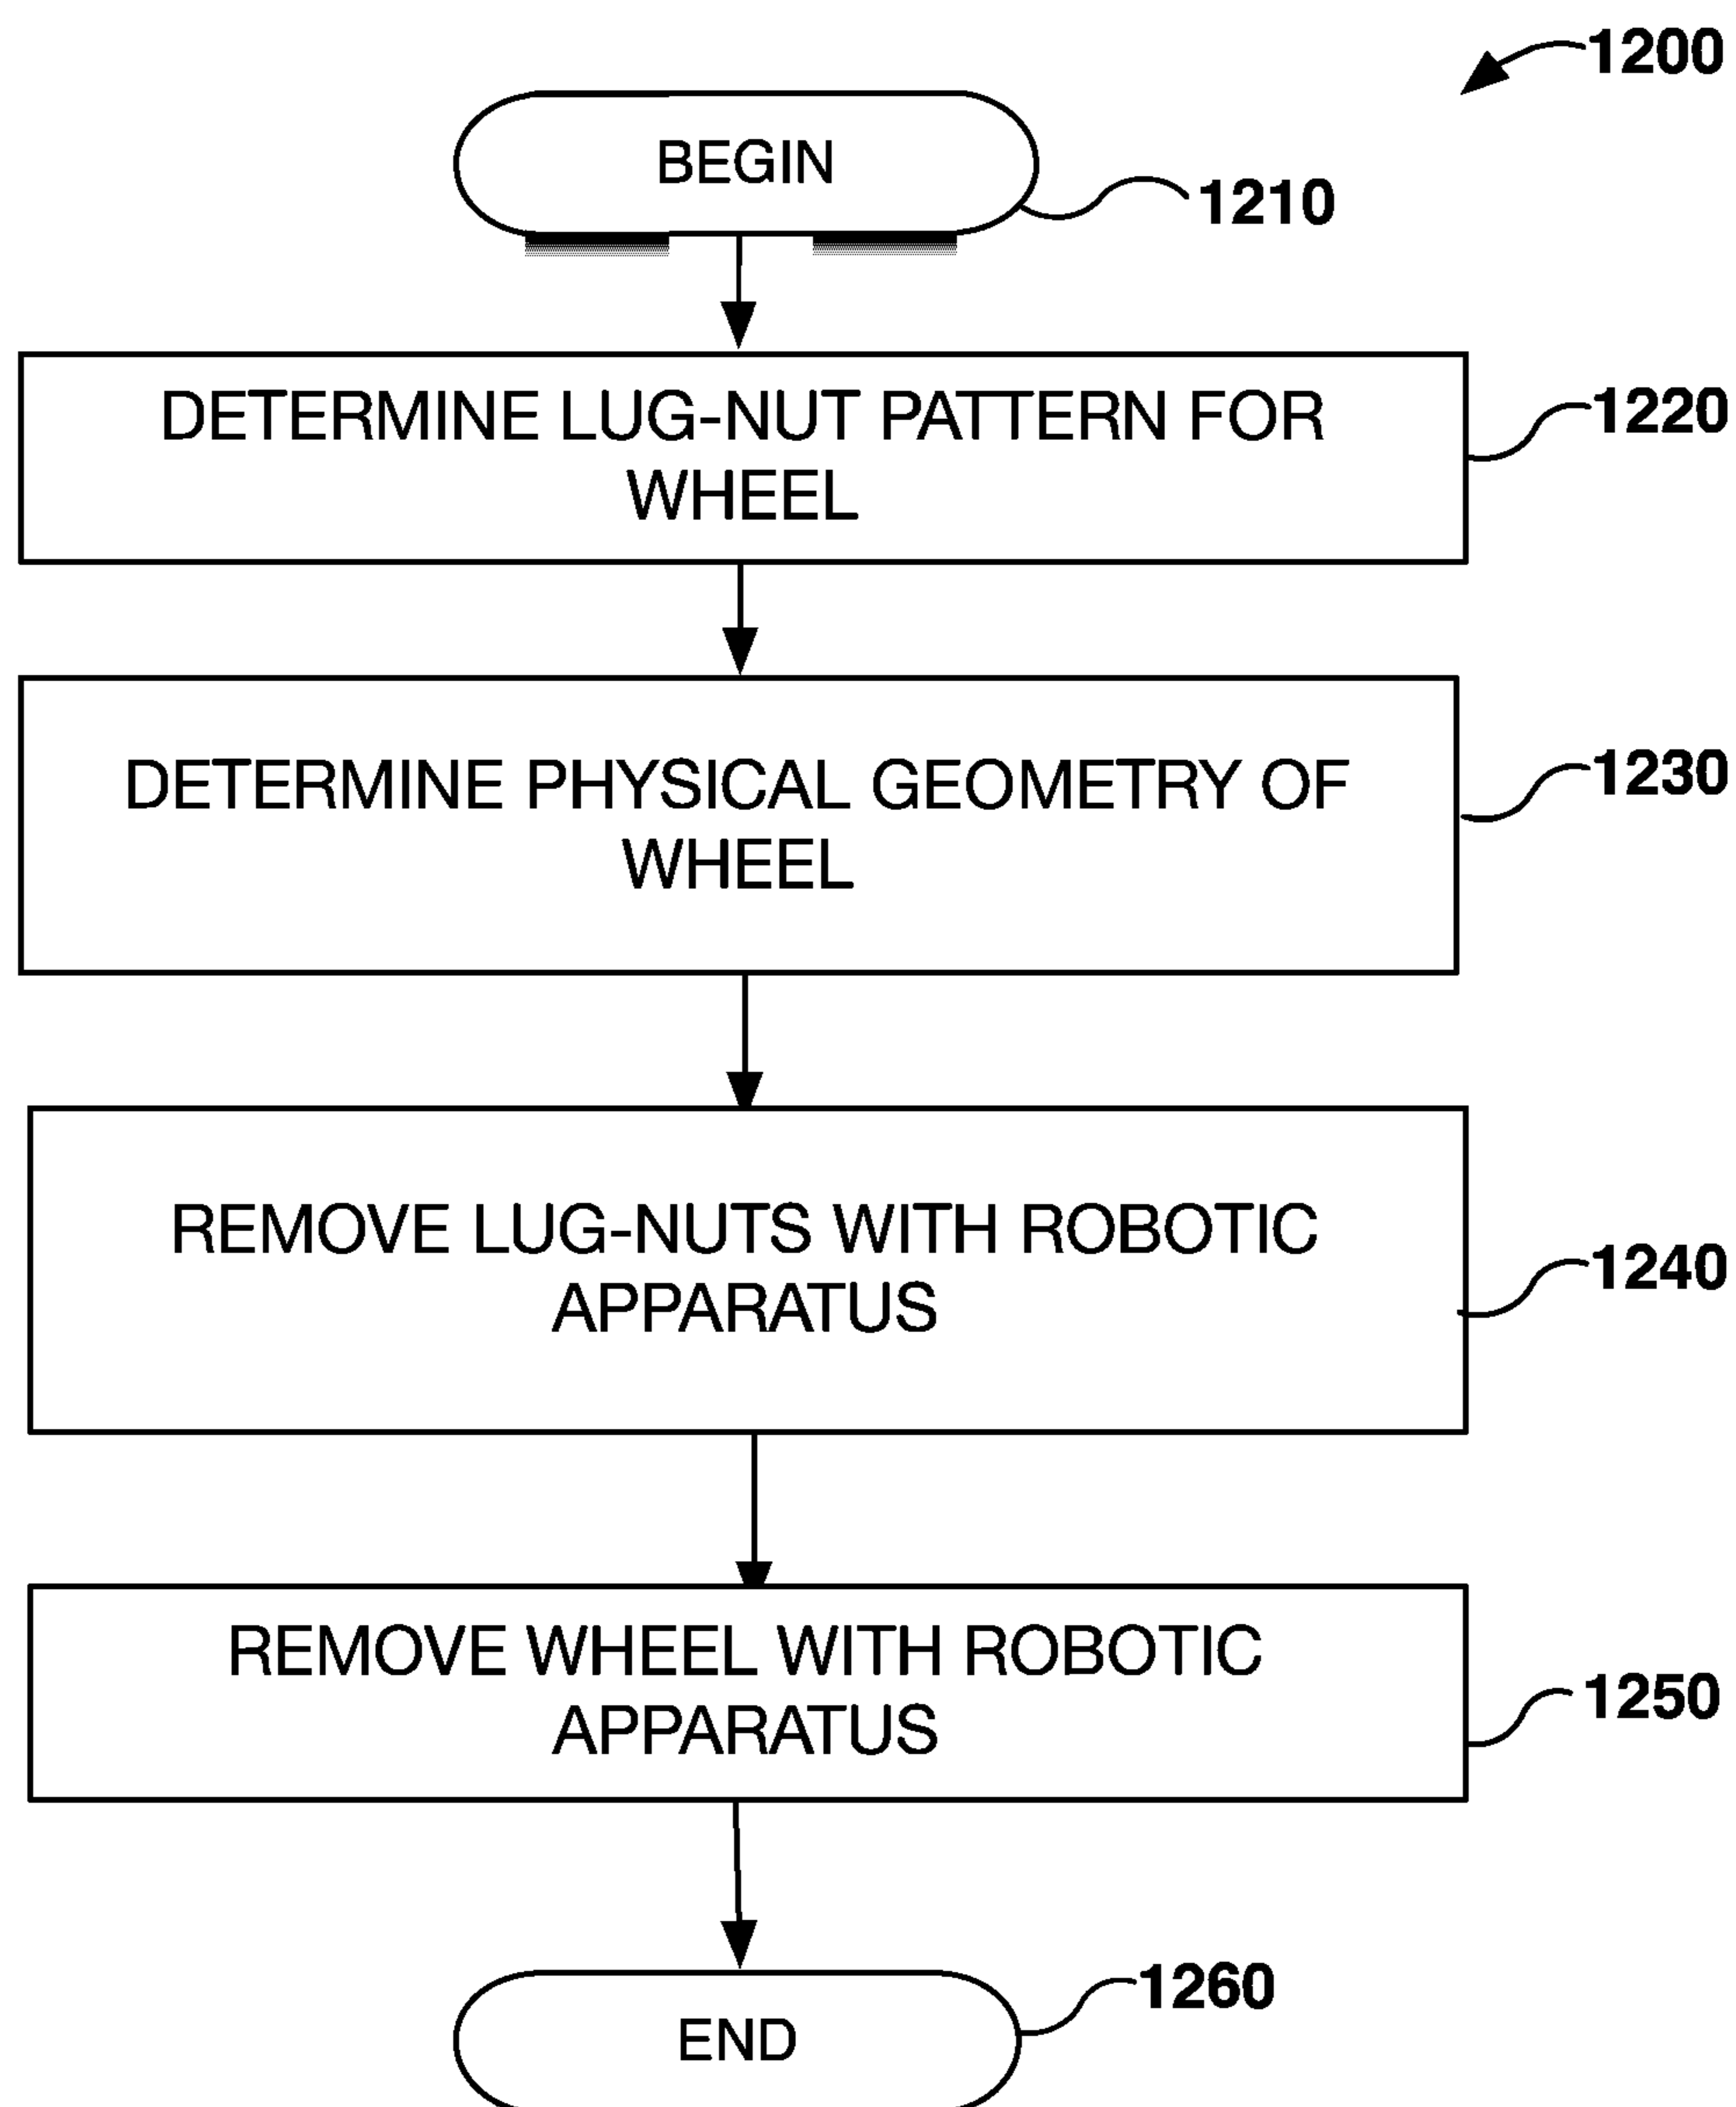 1200
BEGIN
1210
DETERMINE LUG-NUT PATTERN FOR
WHEEL
1220
DETERMINE PHYSICAL GEOMETRY OF
WHEEL
1230
REMOVE LUG-NUTS WITH ROBOTIC
APPARATUS
1240
REMOVE WHEEL WITH ROBOTIC
APPARATUS
1250
END
1260